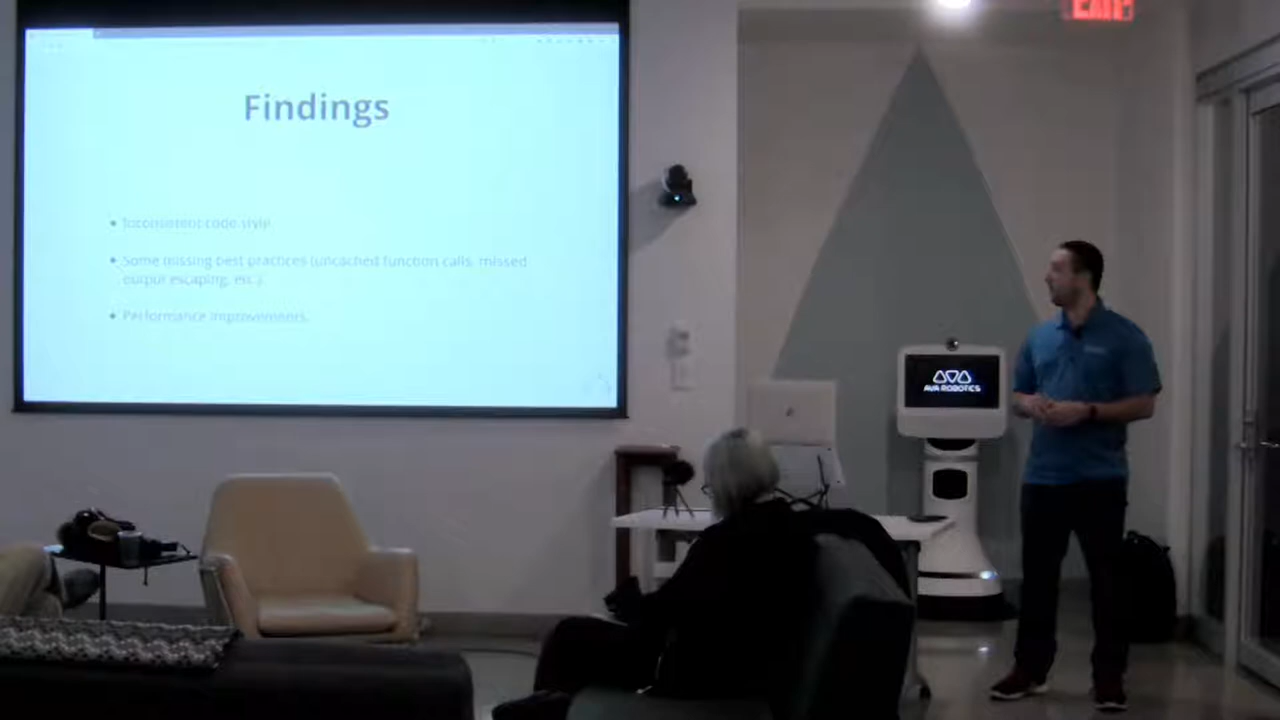 EXIT
Findings
• Inconsistent code style
• Some missing best practices (uncached function calls, missed
output escaping, etc.)
• Performance improvements
AVA ROBOTICS